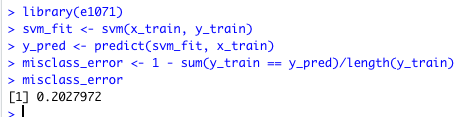 > library(e1071)
> svm_fit <- svm(x_train, y_train)
> y_pred <- predict(svm_fit, x_train)
> misclass_error <- 1 - sum(y_train == y_pred)/length(y_train)
> misclass_error
[1] 0.2027972
>